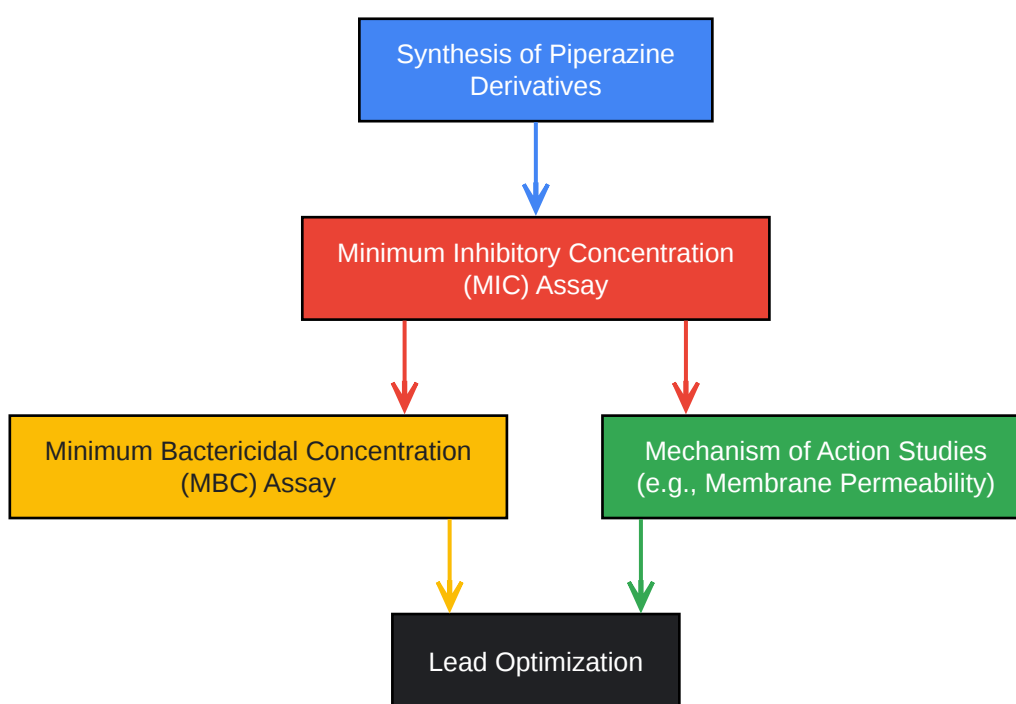 Synthesis of Piperazine
Derivatives
Minimum Inhibitory Concentration
(MIC) Assay
Minimum Bactericidal Concentration
(MBC) Assay
Mechanism of Action Studies
(e.g., Membrane Permeability)
Lead Optimization